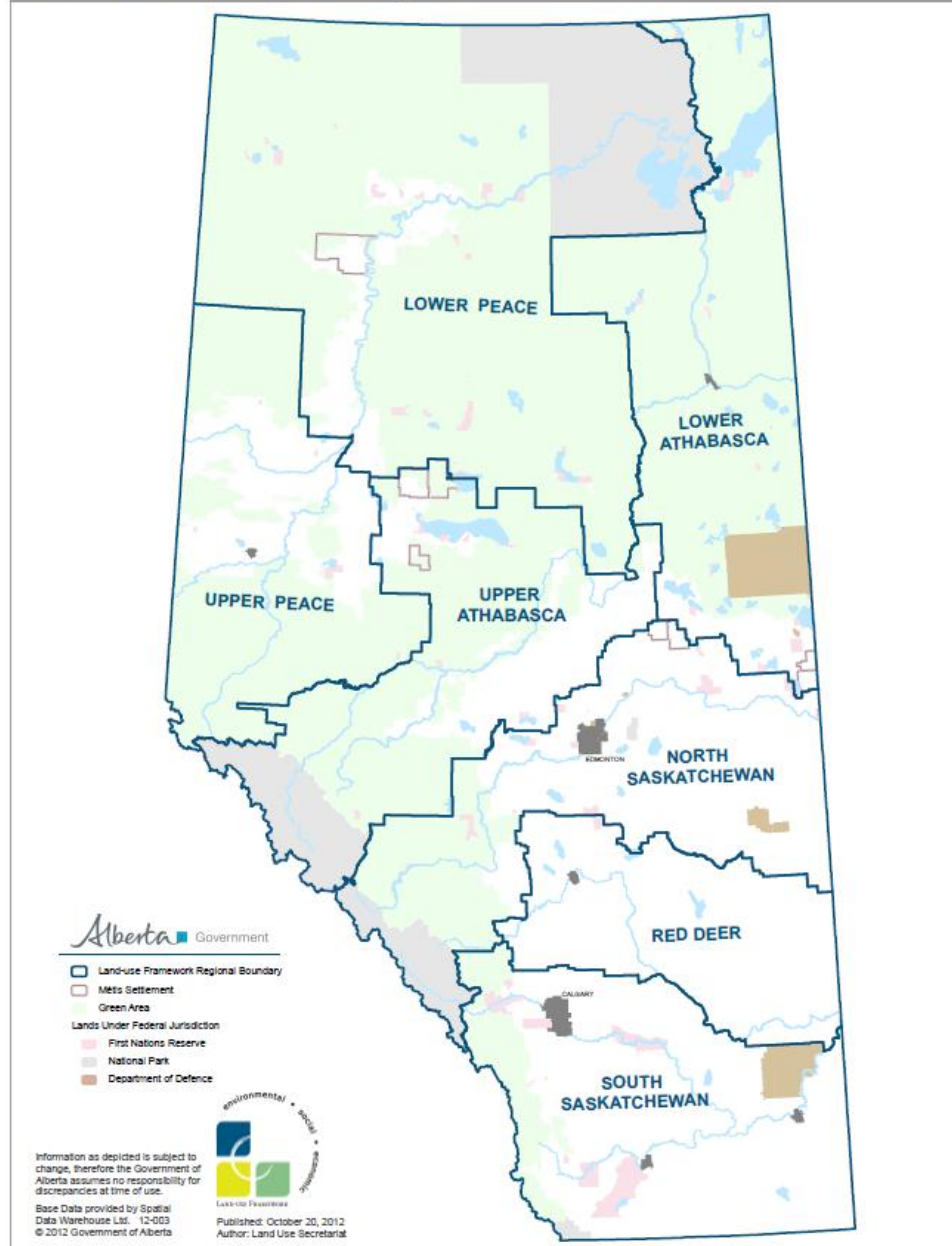 LOWER PEACE
LOWER
ATHABASCA
UPPER PEACE
UPPER
ATHABASCA
EDMONTON
NORTH
SASKATCHEWAN
RED DEER
CALGARY
SOUTH
SASKATCHEWAN
Alberta Government
Land-use Framework Regional Boundary
Métis Settlement
Green Area
Lands Under Federal Jurisdiction
First Nations Reserve
National Park
Department of Defence
environmental • social • economic
LAND-USE FRAMEWORK
Information as depicted is subject to
change, therefore the Government of
Alberta assumes no responsibility for
discrepancies at time of use.
Base Data provided by Spatial
Data Warehouse Ltd. 12-003
© 2012 Government of Alberta
Published: October 20, 2012
Author: Land Use Secretariat